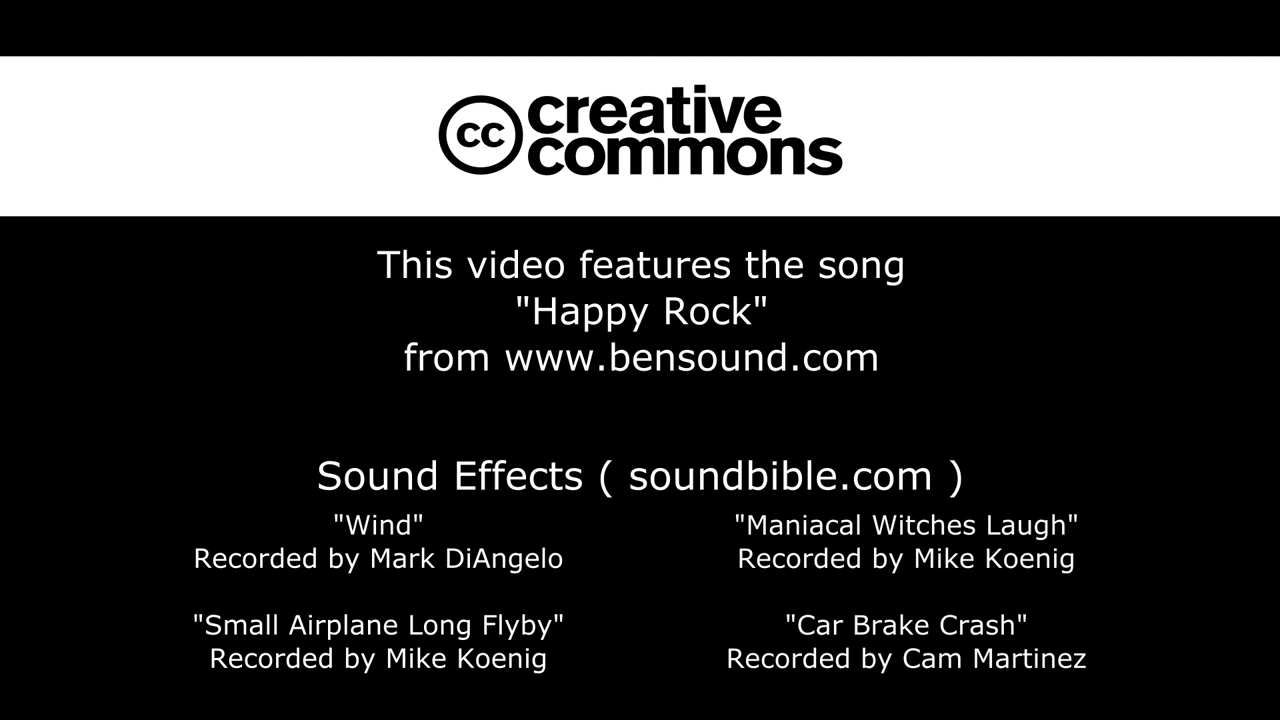 cc creative
commons
This video features the song
"Happy Rock"
from www.bensound.com
Sound Effects ( soundbible.com )
"Wind"
Recorded by Mark DiAngelo
"Maniacal Witches Laugh"
Recorded by Mike Koenig
"Small Airplane Long Flyby"
Recorded by Mike Koenig
"Car Brake Crash"
Recorded by Cam Martinez